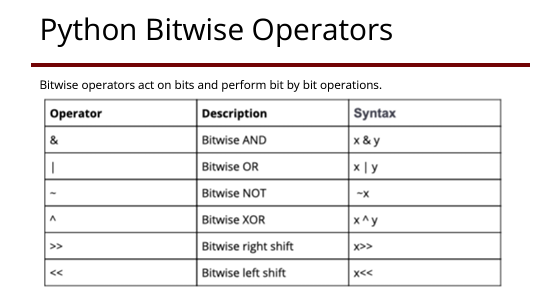 Python Bitwise Operators
Bitwise operators act on bits and perform bit by bit operations.
Operator Description Syntax
& Bitwise AND x & y
| Bitwise OR x | y
~ Bitwise NOT ~x
^ Bitwise XOR x ^ y
>> Bitwise right shift x>>
<< Bitwise left shift x<<